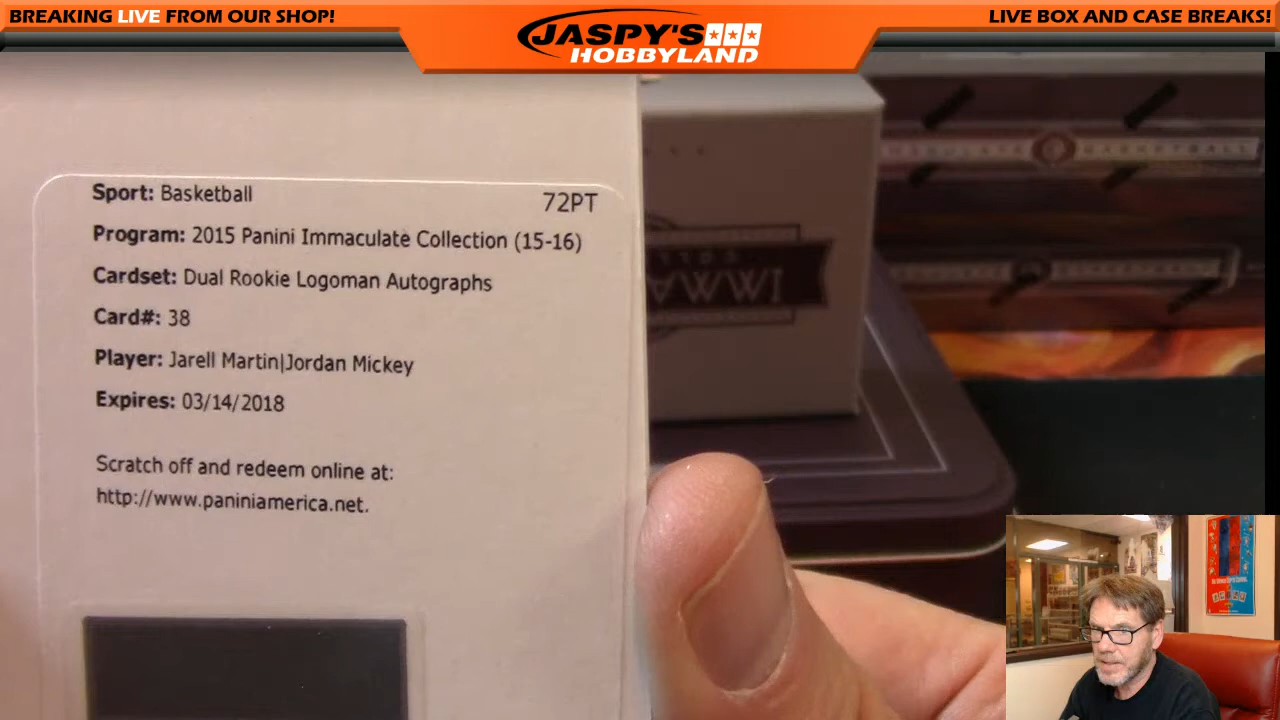 BREAKING LIVE FROM OUR SHOP!
JASPY'S
HOBBYLAND
LIVE BOX AND CASE BREAKS!
Sport: Basketball
72PT
Program: 2015 Panini Immaculate Collection (15-16)
Cardset: Dual Rookie Logoman Autographs
Card#: 38
Player: Jarell Martin|Jordan Mickey
Expires: 03/14/2018
Scratch off and redeem online at:
http://www.paniniamerica.net.
BASKETBALL